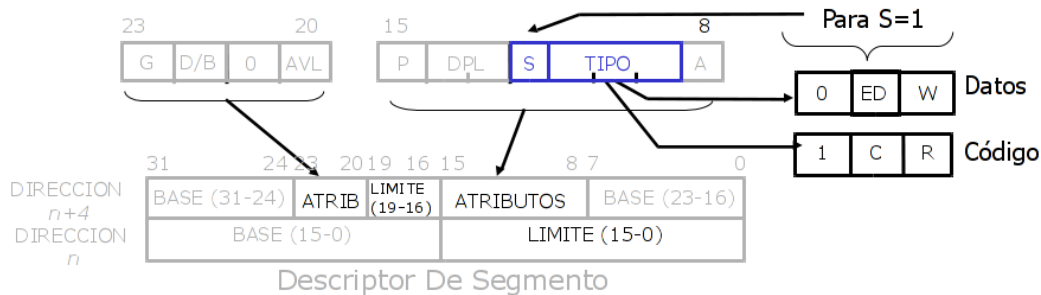 23 20 15 8 Para S=1
G D/B 0 AVL P DPL S TIPO A
0 ED W Datos
1 C R Código
31 24 23 20 19 16 15 8 7 0
DIRECCION n+4 BASE (31-24) ATRIB LIMITE (19-16) ATRIBUTOS BASE (23-16)
DIRECCION n BASE (15-0) LIMITE (15-0)
Descriptor De Segmento